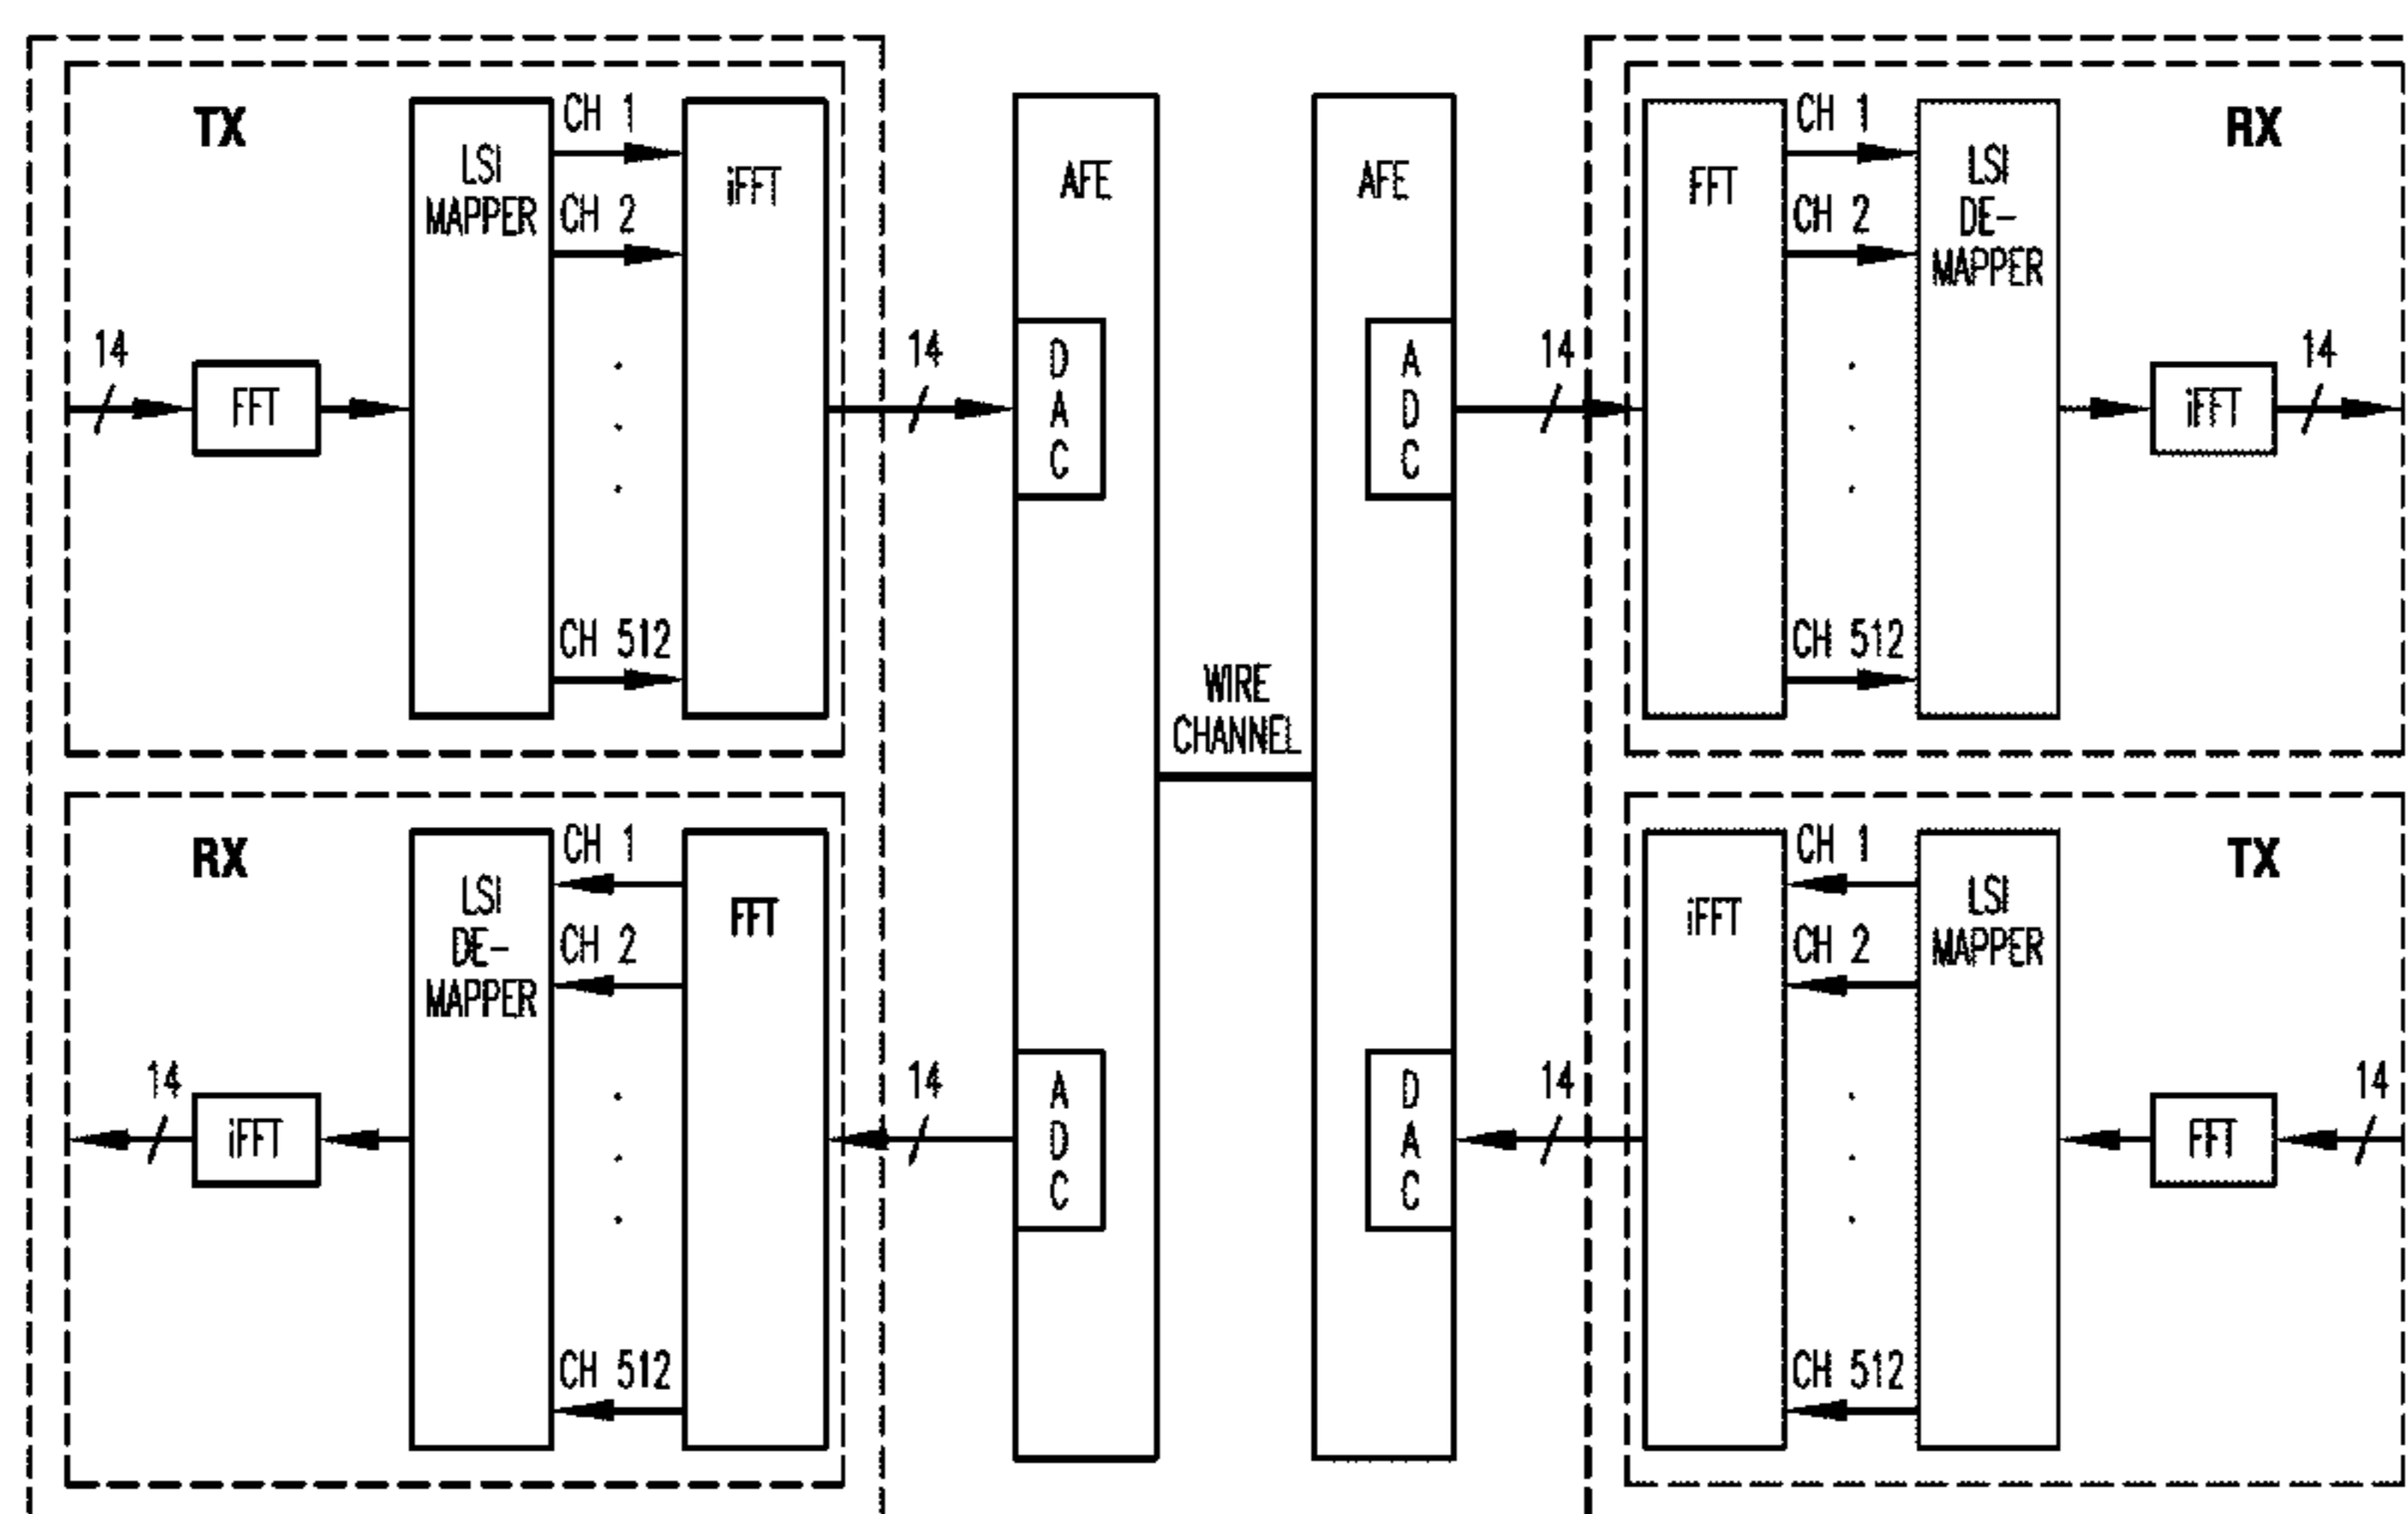 TX
LSI
MAPPER
CH 1
CH 2
CH 512
iFFT
14
FFT
14
AFE
D
A
C
WIRE
CHANNEL
AFE
A
D
C
14
FFT
CH 1
CH 2
CH 512
LSI
DE-
MAPPER
RX
iFFT
14
RX
LSI
DE-
MAPPER
CH 1
CH 2
CH 512
FFT
14
iFFT
14
A
D
C
D
A
C
14
iFFT
CH 1
CH 2
CH 512
LSI
MAPPER
TX
FFT
14